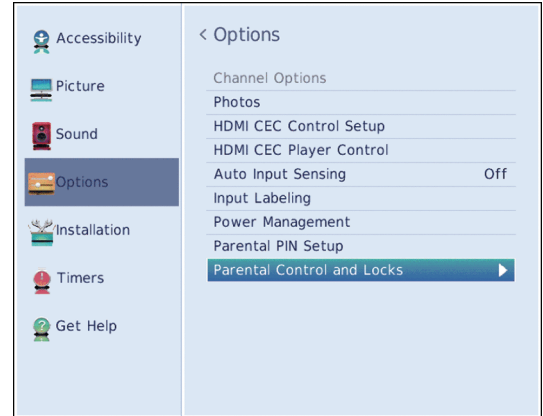 Accessibility
Picture
Sound
Options
Installation
Timers
Get Help
< Options
Channel Options
Photos
HDMI CEC Control Setup
HDMI CEC Player Control
Auto Input Sensing Off
Input Labeling
Power Management
Parental PIN Setup
Parental Control and Locks